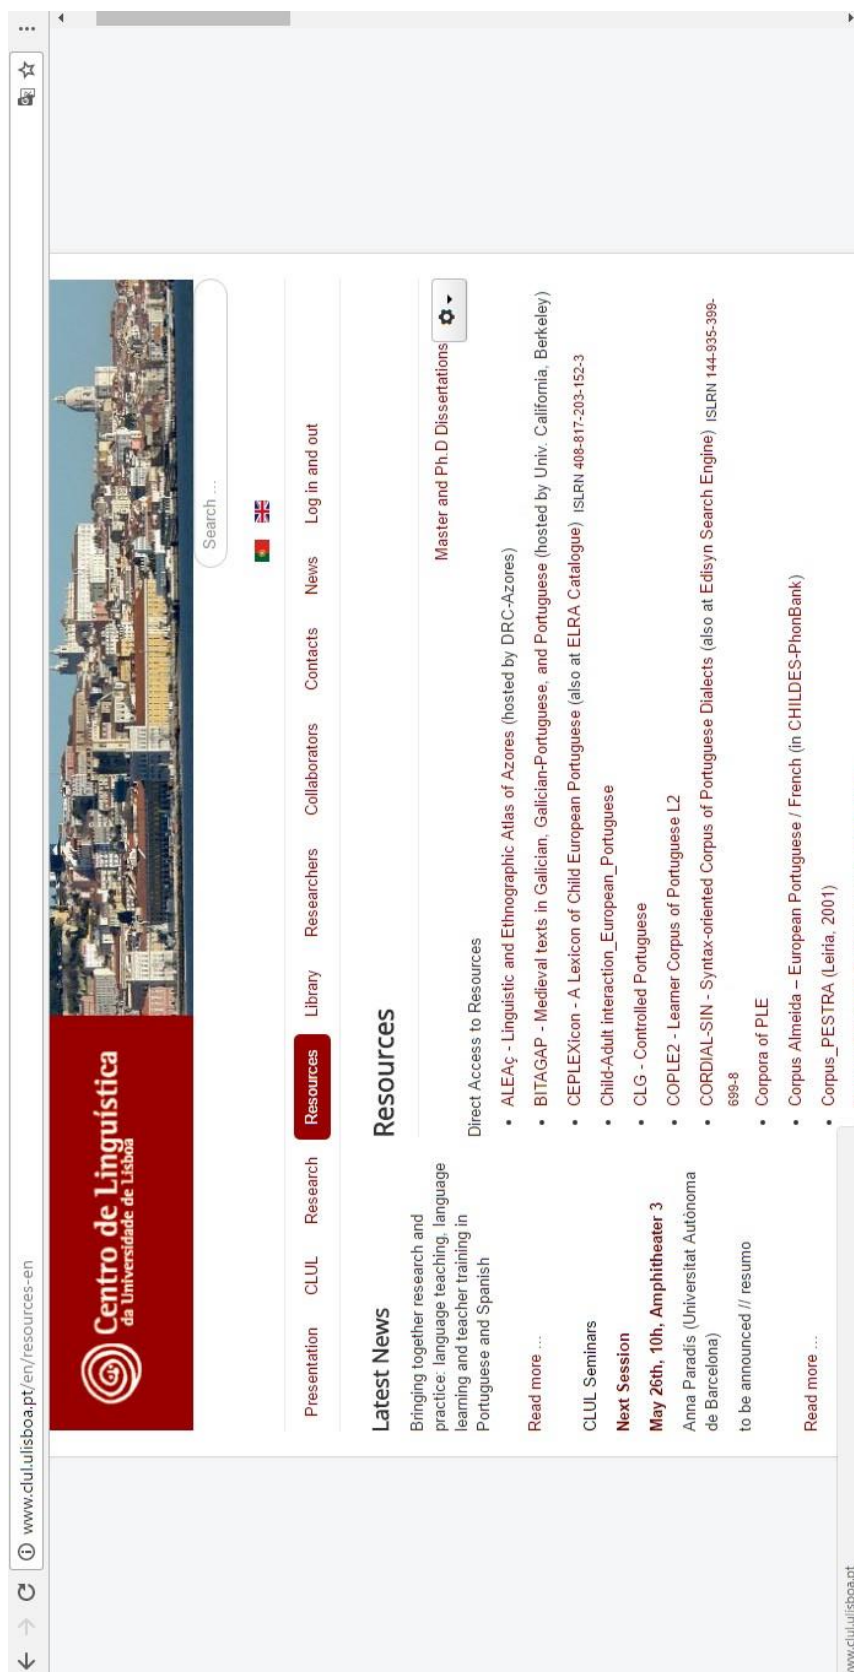 www.clul.ulisboa.pt/en/resources-en
Centro de Linguística
da Universidade de Lisboa
Search ...
Presentation CLUL Research Resources Library Researchers Collaborators Contacts News Log in and out
Latest News
Bringing together research and
practice: language teaching, language
learning and teacher training in
Portuguese and Spanish
Read more ...
CLUL Seminars
Next Session
May 26th, 10h, Amphitheater 3
Anna Paradís (Universitat Autònoma
de Barcelona)
to be announced // resumo
Read more ...
Resources
Master and Ph.D Dissertations
Direct Access to Resources
• ALEAç - Linguistic and Ethnographic Atlas of Azores (hosted by DRC-Azores)
• BITAGAP - Medieval texts in Galician, Galician-Portuguese, and Portuguese (hosted by Univ. California, Berkeley)
• CEPLEXicon - A Lexicon of Child European Portuguese (also at ELRA Catalogue) ISLRN 408-817-203-152-3
• Child-Adult interaction_European_Portuguese
• CLG - Controlled Portuguese
• COPLE2 - Learner Corpus of Portuguese L2
• CORDIAL-SIN - Syntax-oriented Corpus of Portuguese Dialects (also at Edisyn Search Engine) ISLRN 144-935-399-
699-8
• Corpora of PLE
• Corpus Almeida – European Portuguese / French (in CHILDES-PhonBank)
• Corpus_PESTRA (Leiria, 2001)
www.clul.ulisboa.pt